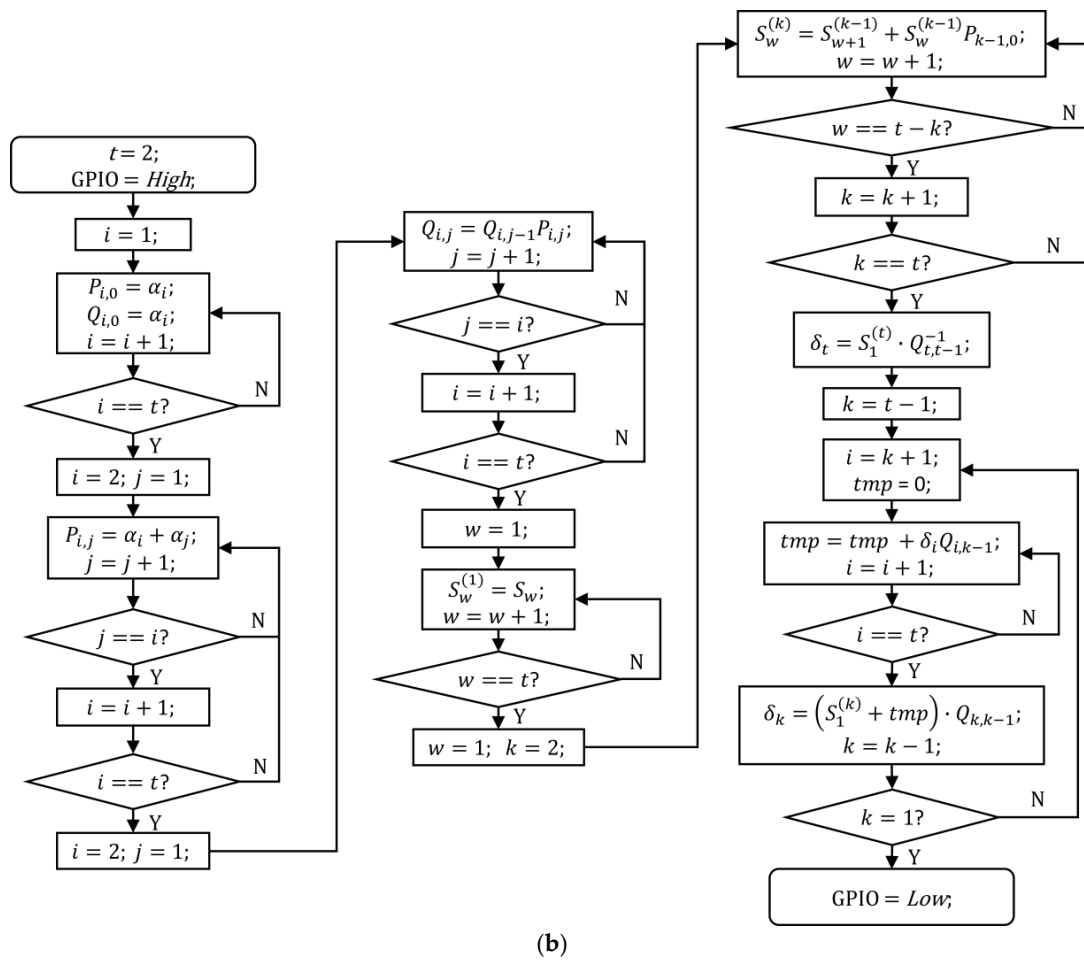 t = 2;
GPIO = High;
i = 1;
P_{i,0} = α_i;
Q_{i,0} = α_i;
i = i + 1;
i == t?
N
Y
i = 2; j = 1;
P_{i,j} = α_i + α_j;
j = j + 1;
j == i?
N
Y
i = i + 1;
i == t?
N
Y
i = 2; j = 1;
Q_{i,j} = Q_{i,j−1}P_{i,j};
j = j + 1;
j == i?
N
Y
i = i + 1;
i == t?
N
Y
w = 1;
S_w^{(1)} = S_w;
w = w + 1;
w == t?
N
Y
w = 1; k = 2;
S_w^{(k)} = S_{w+1}^{(k−1)} + S_w^{(k−1)}P_{k−1,0};
w = w + 1;
w == t − k?
N
Y
k = k + 1;
k == t?
N
Y
δ_t = S_1^{(t)} · Q_{t,t−1}^{−1};
k = t − 1;
i = k + 1;
tmp = 0;
tmp = tmp + δ_iQ_{i,k−1};
i = i + 1;
i == t?
N
Y
δ_k = (S_1^{(k)} + tmp) · Q_{k,k−1};
k = k − 1;
k = 1?
N
Y
GPIO = Low;
(b)